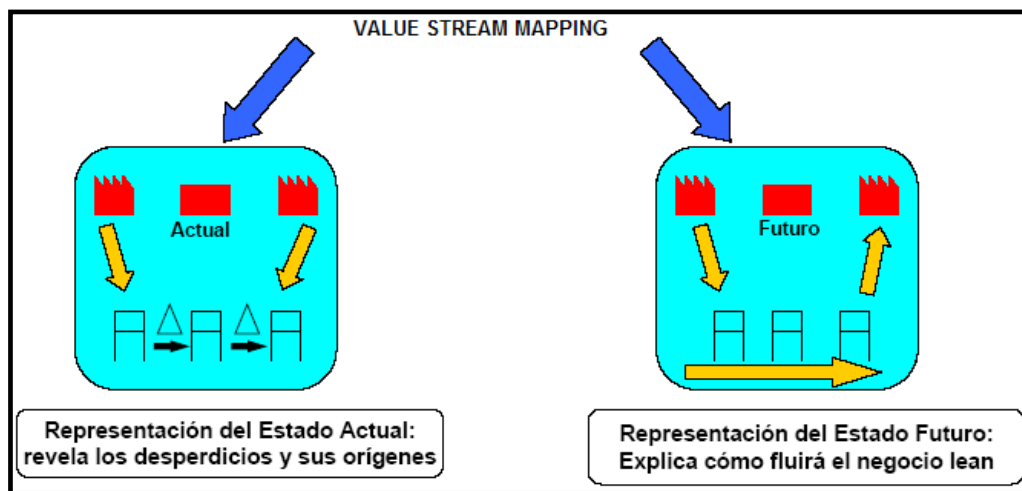 VALUE STREAM MAPPING
Actual
Futuro
Representación del Estado Actual:
revela los desperdicios y sus orígenes
Representación del Estado Futuro:
Explica cómo fluirá el negocio lean